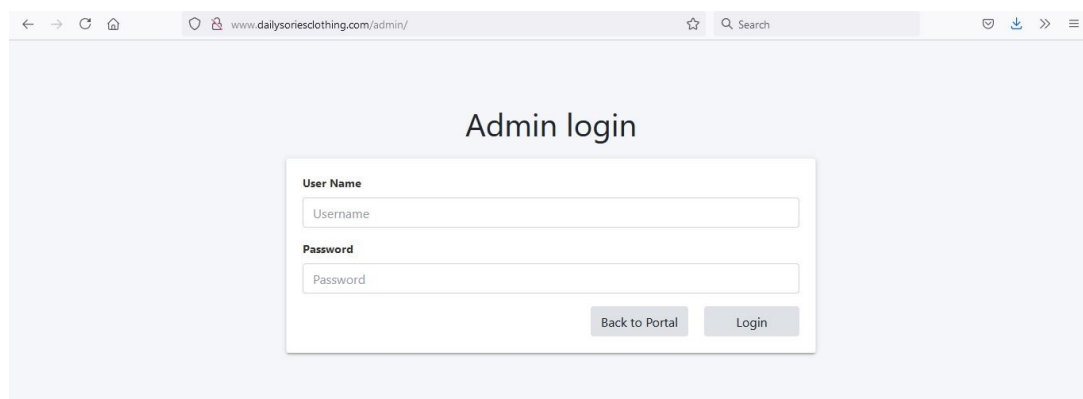 www.dailysoriesclothing.com/admin/
Search
Admin login
User Name
Username
Password
Password
Back to Portal Login